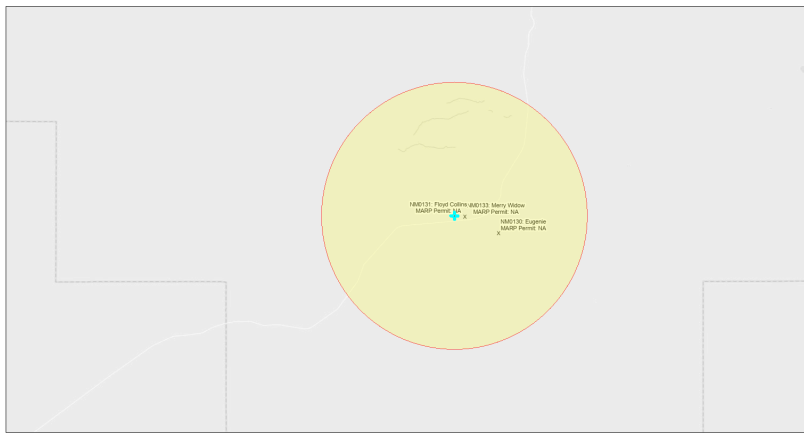 NM0131: Floyd Collins
MARP Permit: NA
NM0133: Merry Widow
MARP Permit: NA
X
NM0130: Eugenie
MARP Permit: NA
X